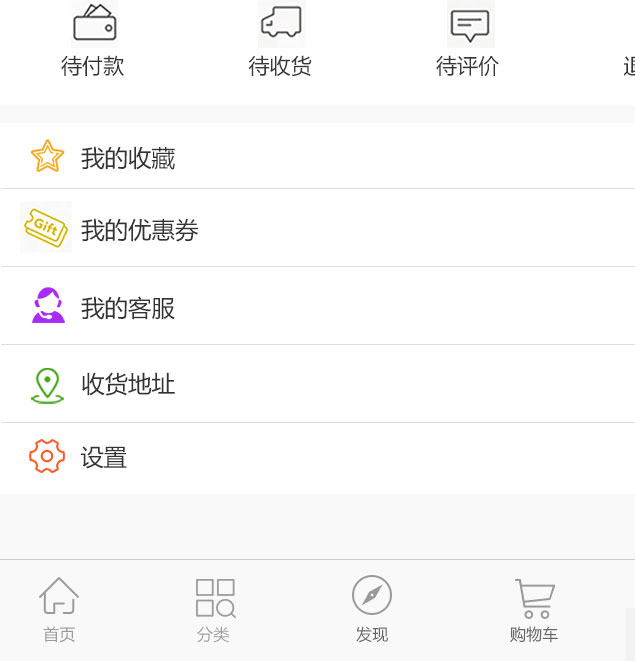 待付款 待收货 待评价
我的收藏
Gift 我的优惠券
我的客服
收货地址
设置
首页 分类 发现 购物车